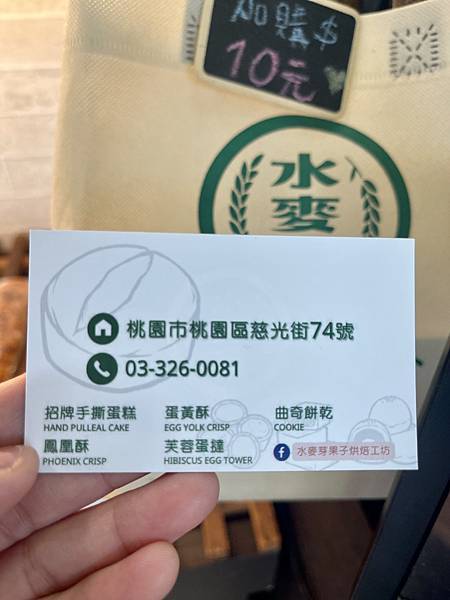 加購$
10元
水
麥
桃園市桃園區慈光街74號
03-326-0081
招牌手撕蛋糕 蛋黃酥 曲奇餅乾
HAND PULLEAL CAKE EGG YOLK CRISP COOKIE
鳳凰酥 芙蓉蛋撻 水麥芽果子烘焙工坊
PHOENIX CRISP HIBISCUS EGG TOWER